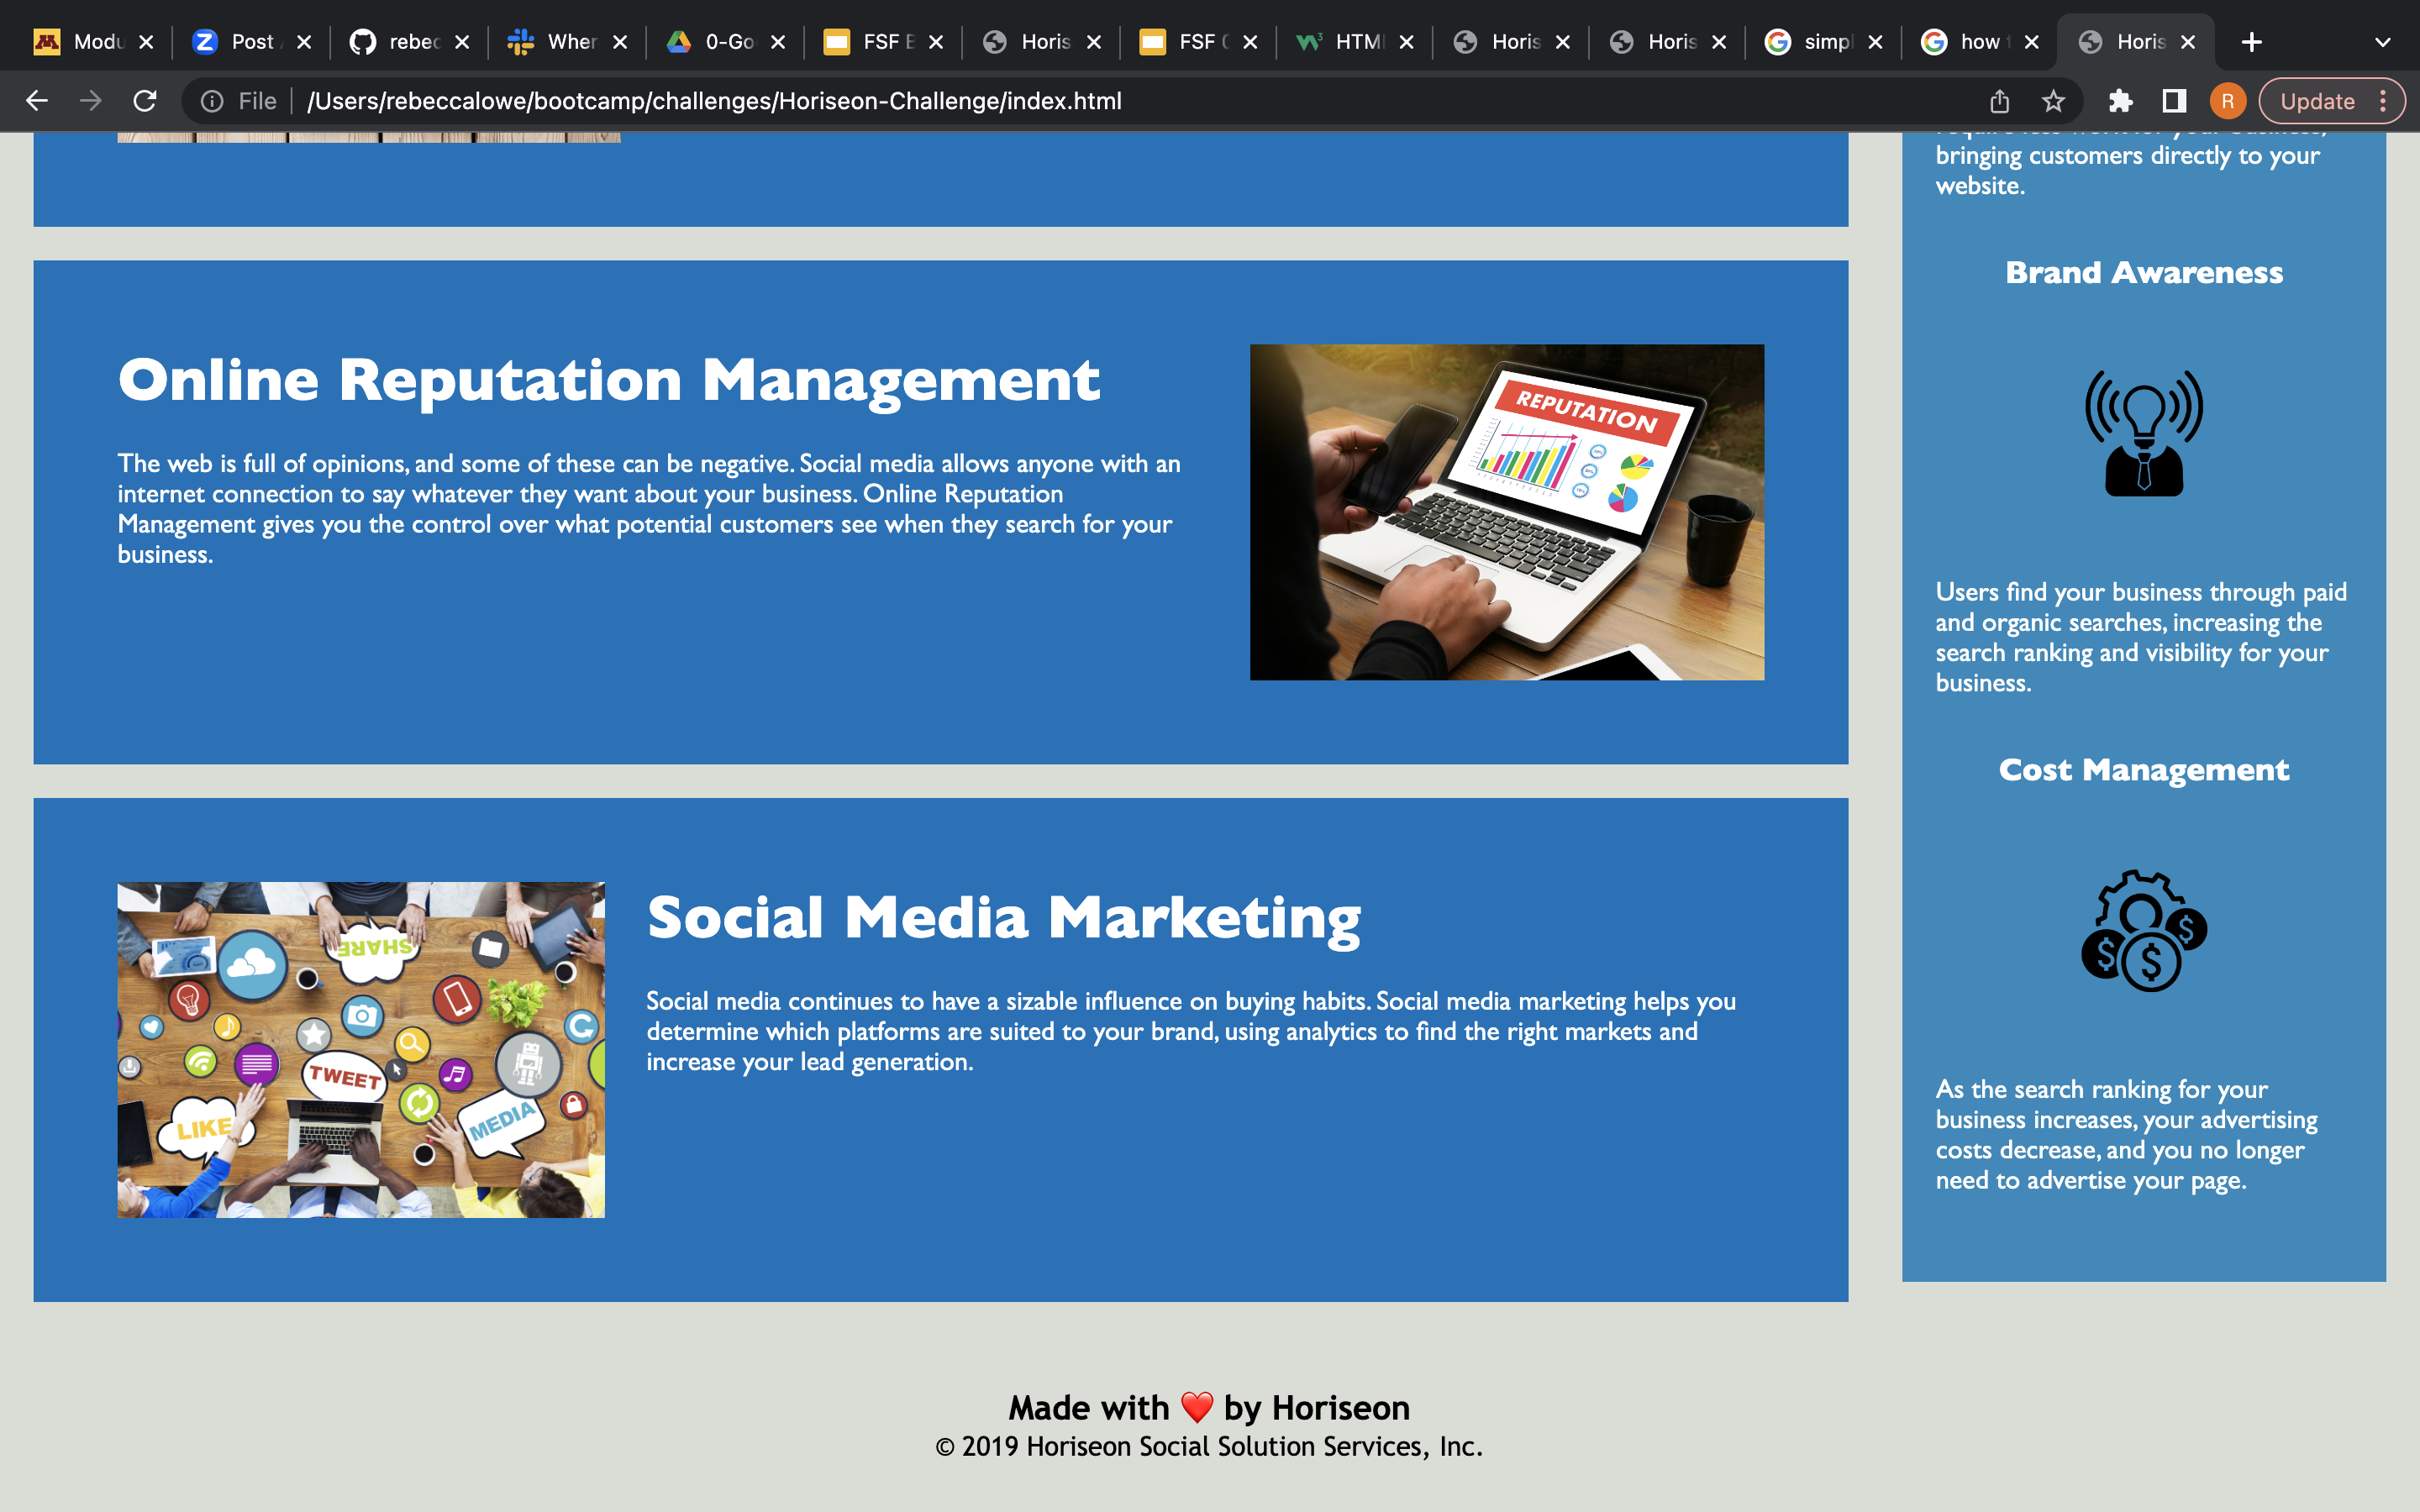 Modu
Post
rebec
Wher
0-Go
FSF E
Horis
FSF
HTM
Horis
Horis
simpl
how
Horis
File
/Users/rebeccalowe/bootcamp/challenges/Horiseon-Challenge/index.html
R
Update
bringing customers directly to your
website.
Online Reputation Management
The web is full of opinions, and some of these can be negative. Social media allows anyone with an
internet connection to say whatever they want about your business. Online Reputation
Management gives you the control over what potential customers see when they search for your
business.
REPUTATION
Social Media Marketing
Social media continues to have a sizable influence on buying habits. Social media marketing helps you
determine which platforms are suited to your brand, using analytics to find the right markets and
increase your lead generation.
SHARE
TWEET
LIKE
MEDIA
Brand Awareness
Users find your business through paid
and organic searches, increasing the
search ranking and visibility for your
business.
Cost Management
$ $ $
As the search ranking for your
business increases, your advertising
costs decrease, and you no longer
need to advertise your page.
Made with ❤️ by Horiseon
© 2019 Horiseon Social Solution Services, Inc.